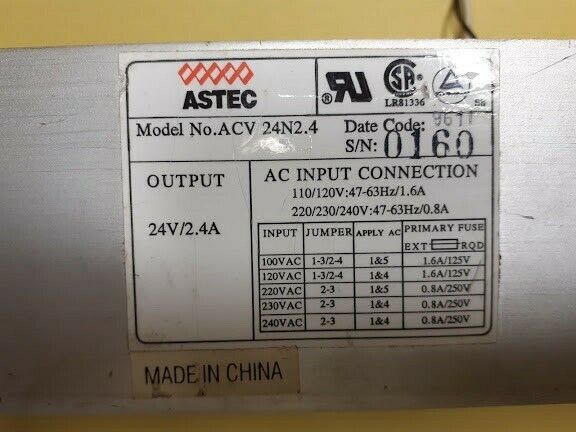 ASTEC
RU ® SA ® LR81336
Model No.ACV 24N2.4
Date Code: 9611
S/N: 0160
OUTPUT
24V/2.4A
AC INPUT CONNECTION
110/120V:47-63Hz/1.6A
220/230/240V:47-63Hz/0.8A
INPUT JUMPER APPLY AC PRIMARY FUSE EXT RQD
100VAC 1-3/2-4 1&5 1.6A/125V
120VAC 1-3/2-4 1&4 1.6A/125V
220VAC 2-3 1&5 0.8A/250V
230VAC 2-3 1&4 0.8A/250V
240VAC 2-3 1&4 0.8A/250V
MADE IN CHINA